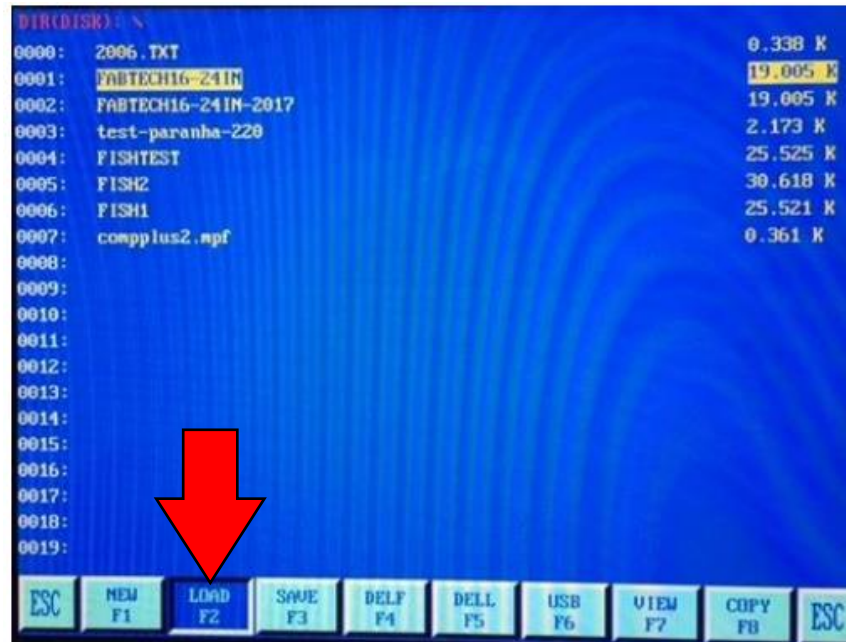 DIR(DISK): \
0000: 2006.TXT 0.338 K
0001: FABTECH16-24IN 19.005 K
0002: FABTECH16-24IN-2017 19.005 K
0003: test-paranha-220 2.173 K
0004: FISHTEST 25.525 K
0005: FISH2 30.618 K
0006: FISH1 25.521 K
0007: compplus2.mpf 0.361 K
0008:
0009:
0010:
0011:
0012:
0013:
0014:
0015:
0016:
0017:
0018:
0019:
ESC NEW F1 LOAD F2 SAVE F3 DELF F4 DELL F5 USB F6 VIEW F7 COPY F8 ESC